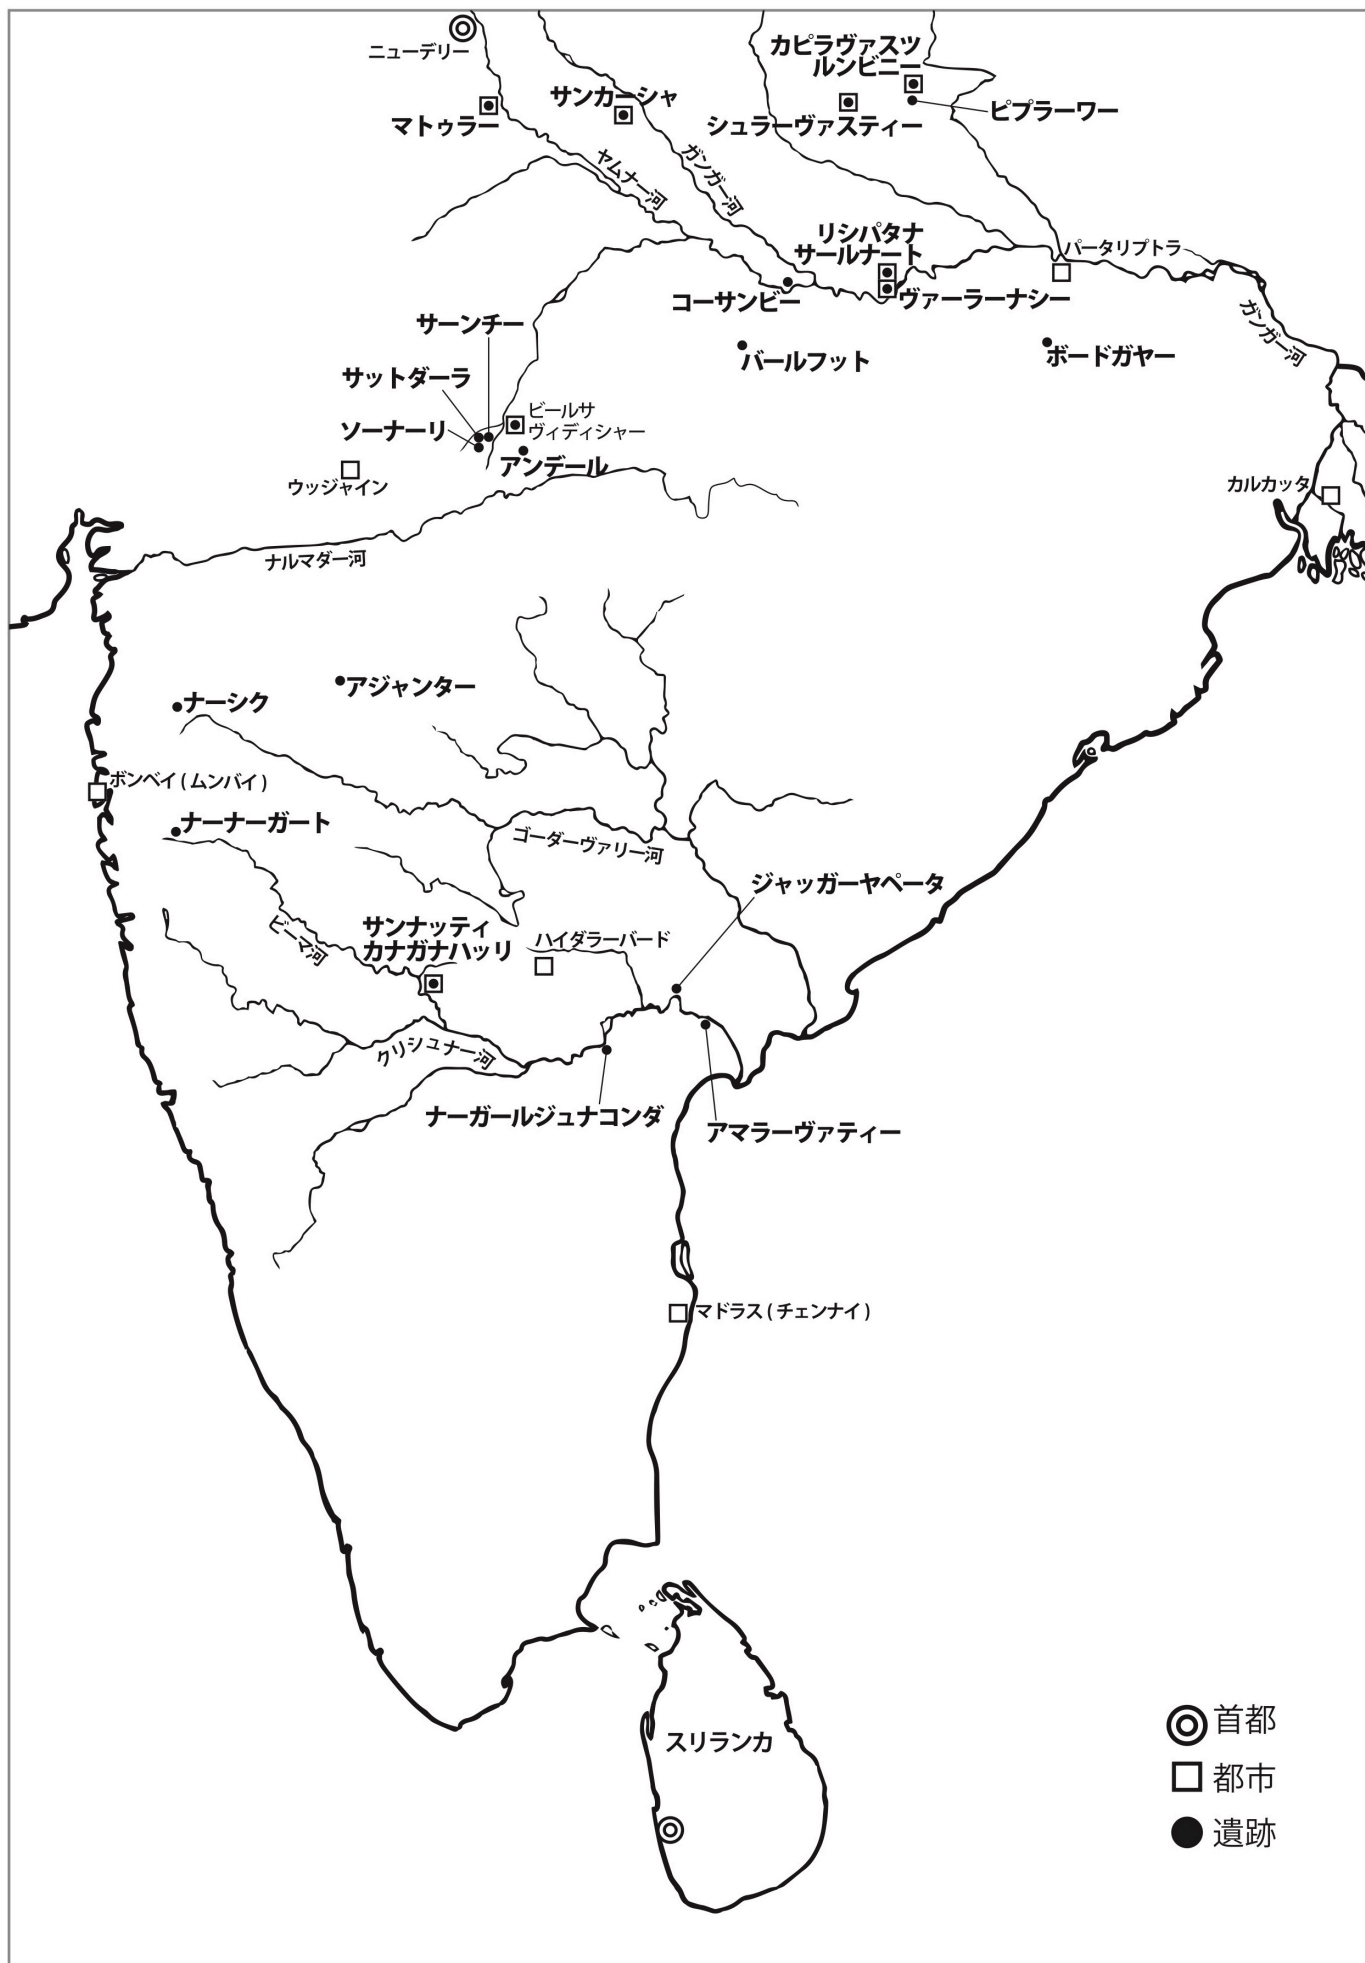 ニューデリー
カピラヴァスツ
ルンビニー
ピプラーワー
サンカーシャ
マトゥラー
シュラーヴァスティー
ヤムナー河
ガンガー河
リシパタナ
サールナート
パータリプトラ
コーサンビー
ヴァーラーナシー
ガンガー河
サーンチー
バールフット
ボードガヤー
サットダーラ
ビールサ
ヴィディシャー
ソーナーリ
アンデール
ウッジャイン
カルカッタ
ナルマダー河
アジャンター
ナーシク
ボンベイ(ムンバイ)
ナーナーガート
ゴーダーヴァリー河
ジャッガーヤペータ
ビーマ河
サンナッティ
カナガナハッリ
ハイダラーバード
クリシュナー河
ナーガールジュナコンダ
アマラーヴァティー
マドラス(チェンナイ)
スリランカ
首都
都市
遺跡